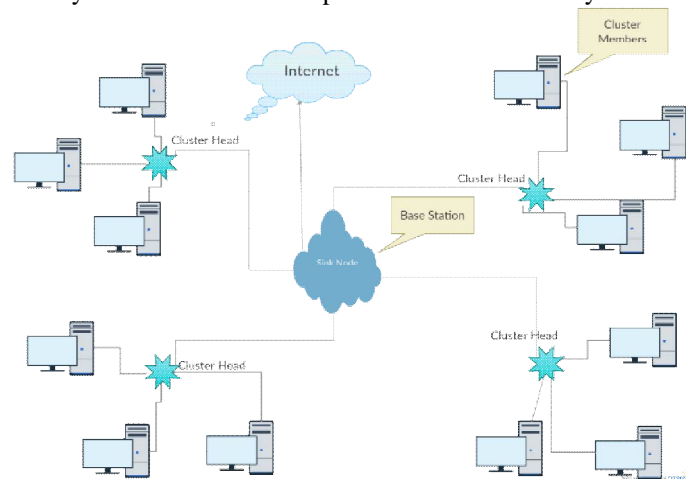 Cluster
Members
Internet
Cluster Head
Cluster Head
Base Station
Sink Node
Cluster Head
Cluster Head